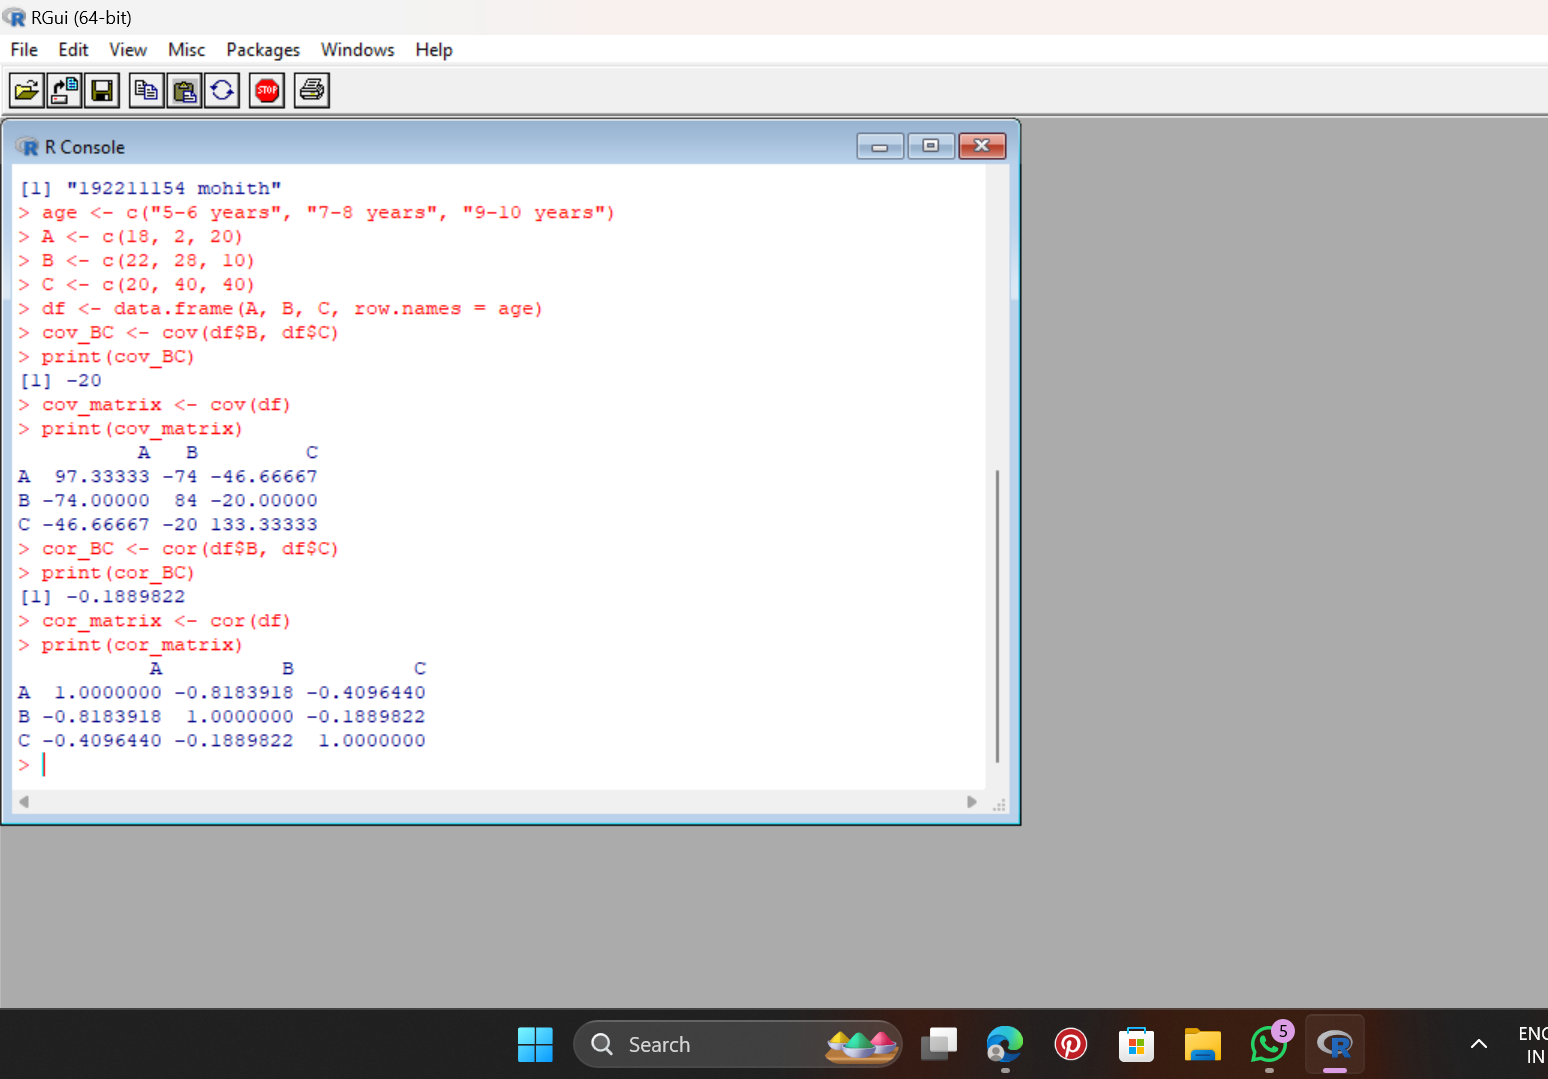 RGui (64-bit)
File Edit View Misc Packages Windows Help
STOP
R Console
[1] "192211154 mohith"
> age <- c("5-6 years", "7-8 years", "9-10 years")
> A <- c(18, 2, 20)
> B <- c(22, 28, 10)
> C <- c(20, 40, 40)
> df <- data.frame(A, B, C, row.names = age)
> cov_BC <- cov(df$B, df$C)
> print(cov_BC)
[1] -20
> cov_matrix <- cov(df)
> print(cov_matrix)
          A   B         C
A  97.33333 -74 -46.66667
B -74.00000  84 -20.00000
C -46.66667 -20 133.33333
> cor_BC <- cor(df$B, df$C)
> print(cor_BC)
[1] -0.1889822
> cor_matrix <- cor(df)
> print(cor_matrix)
           A          B          C
A  1.0000000 -0.8183918 -0.4096440
B -0.8183918  1.0000000 -0.1889822
C -0.4096440 -0.1889822  1.0000000
>
Search
5
ENG
IN